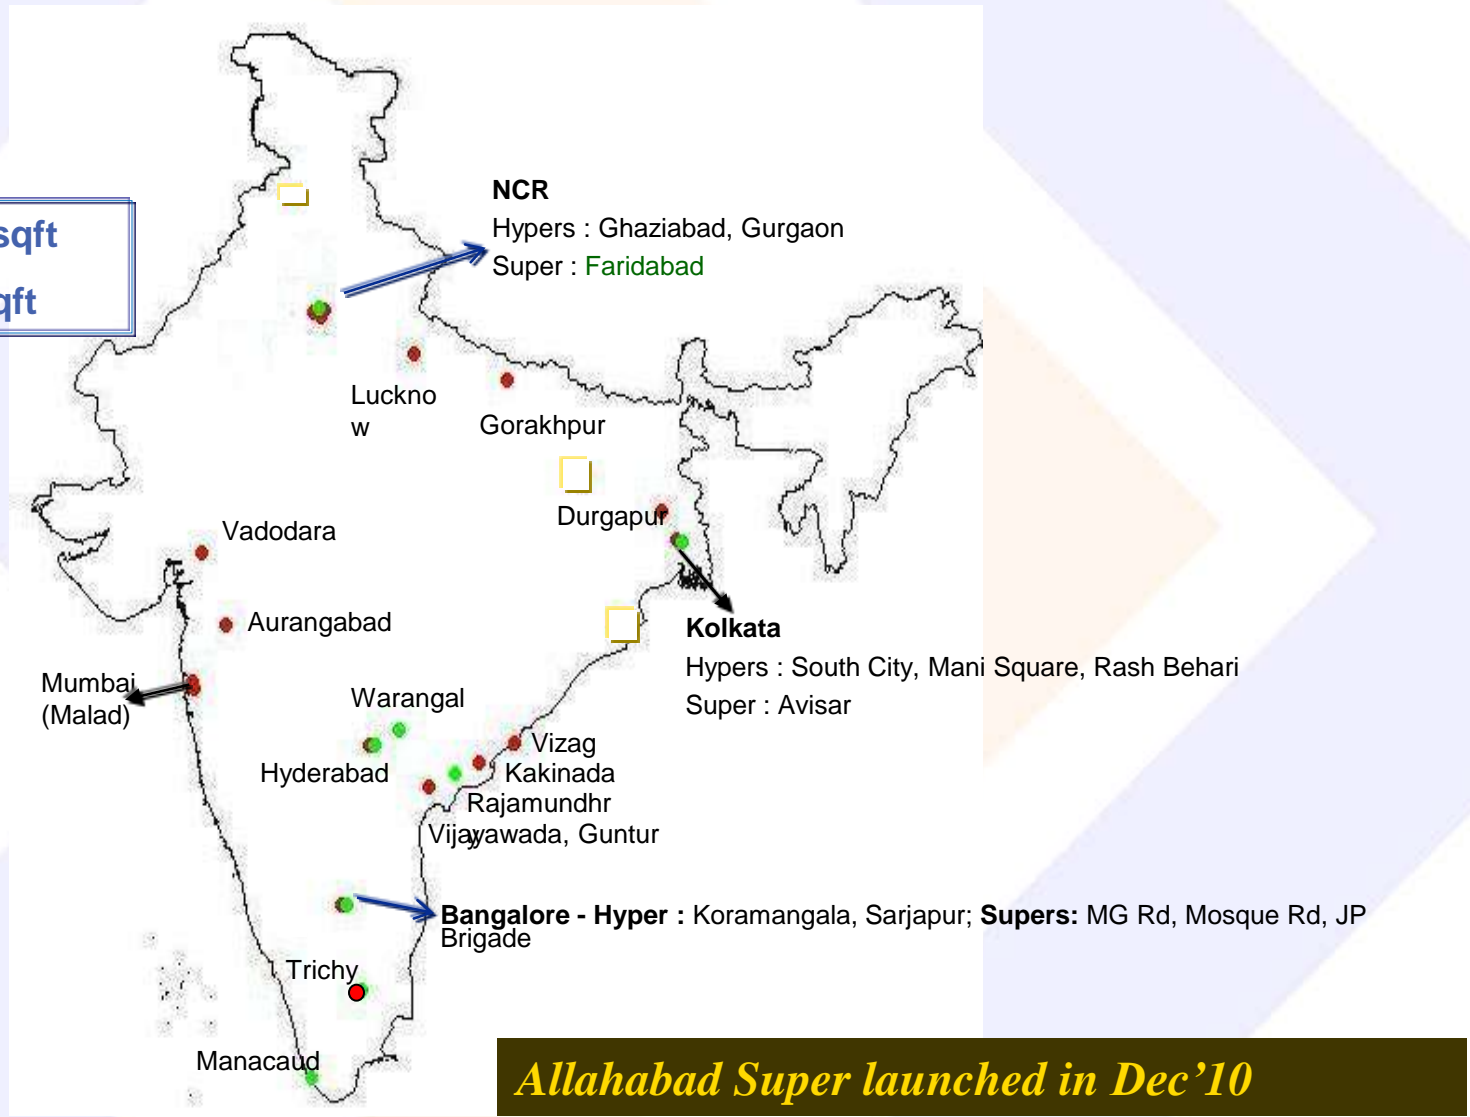 NCR
Hypers : Ghaziabad, Gurgaon
Super : Faridabad
sqft
qft
Luckno
w
Gorakhpur
Durgapur
Vadodara
Aurangabad
Kolkata
Hypers : South City, Mani Square, Rash Behari
Super : Avisar
Mumbai
(Malad)
Warangal
Hyderabad
Vizag
Kakinada
Rajamundhr
y
Vijayawada, Guntur
Bangalore - Hyper : Koramangala, Sarjapur; Supers: MG Rd, Mosque Rd, JP
Brigade
Trichy
Manacaud
Allahabad Super launched in Dec’10